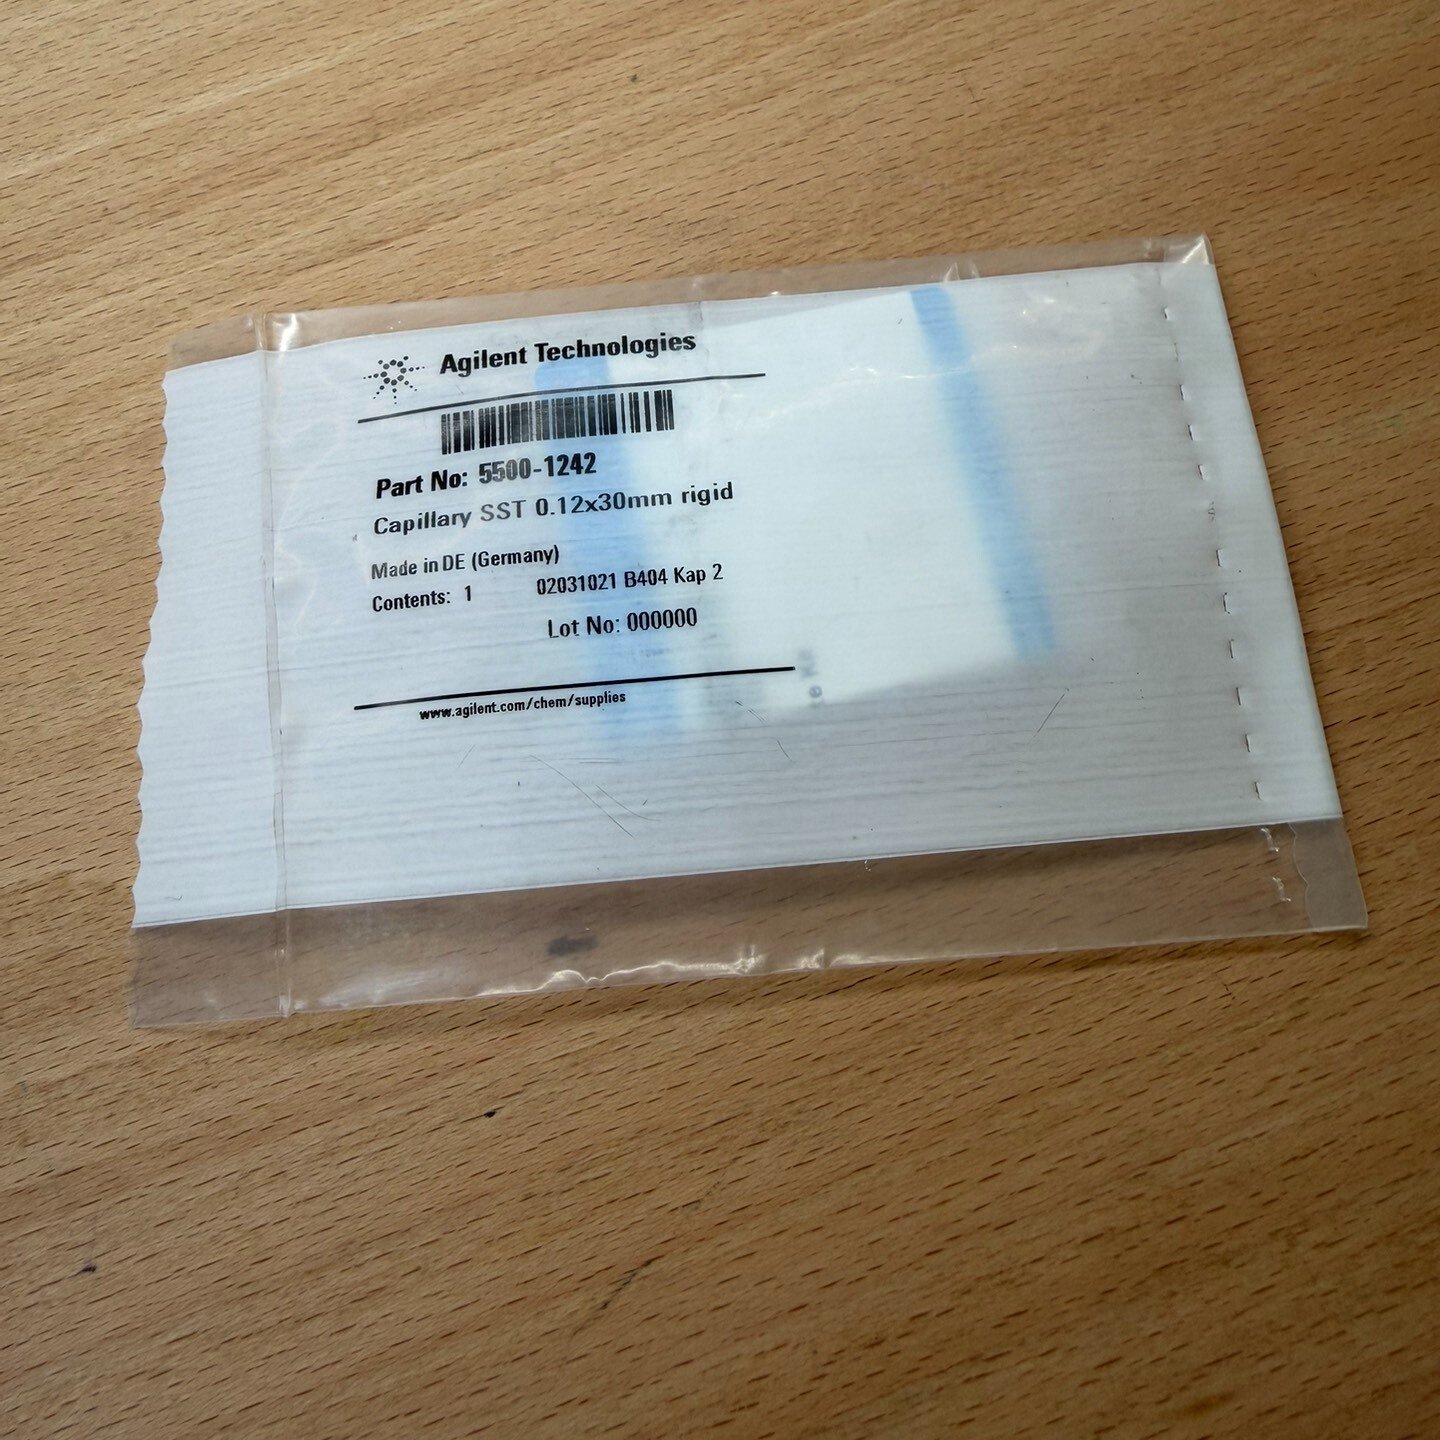 Agilent Technologies
Part No: 5500-1242
Capillary SST 0.12x30mm rigid
Made in DE (Germany)
Contents: 1 02031021 B404 Kap 2
Lot No: 000000
www.agilent.com/chem/supplies